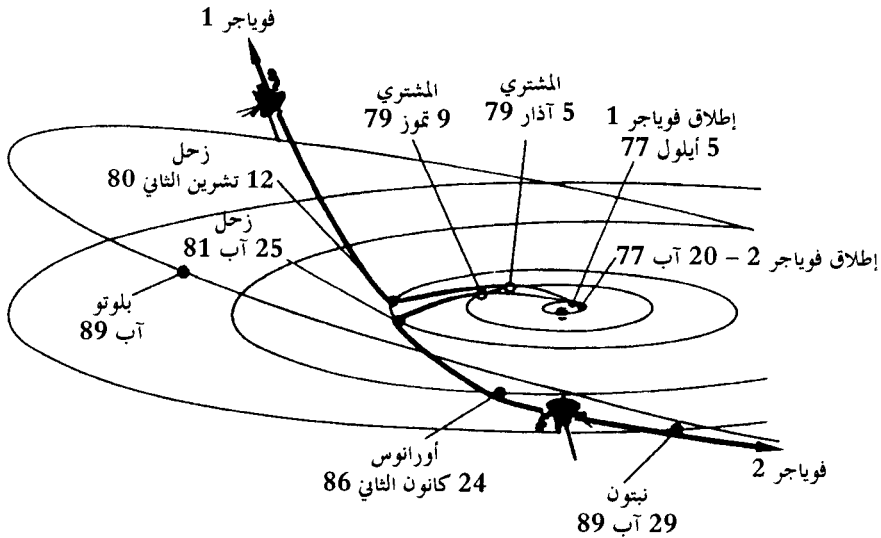 فوياجر 1
المشتري
5 آذار 79
المشتري
9 تموز 79
إطلاق فوياجر 1
5 أيلول 77
زحل
12 تشرين الثاني 80
زحل
25 آب 81
إطلاق فوياجر 2 – 20 آب 77
بلوتو
آب 89
أورانوس
24 كانون الثاني 86
فوياجر 2
نبتون
29 آب 89